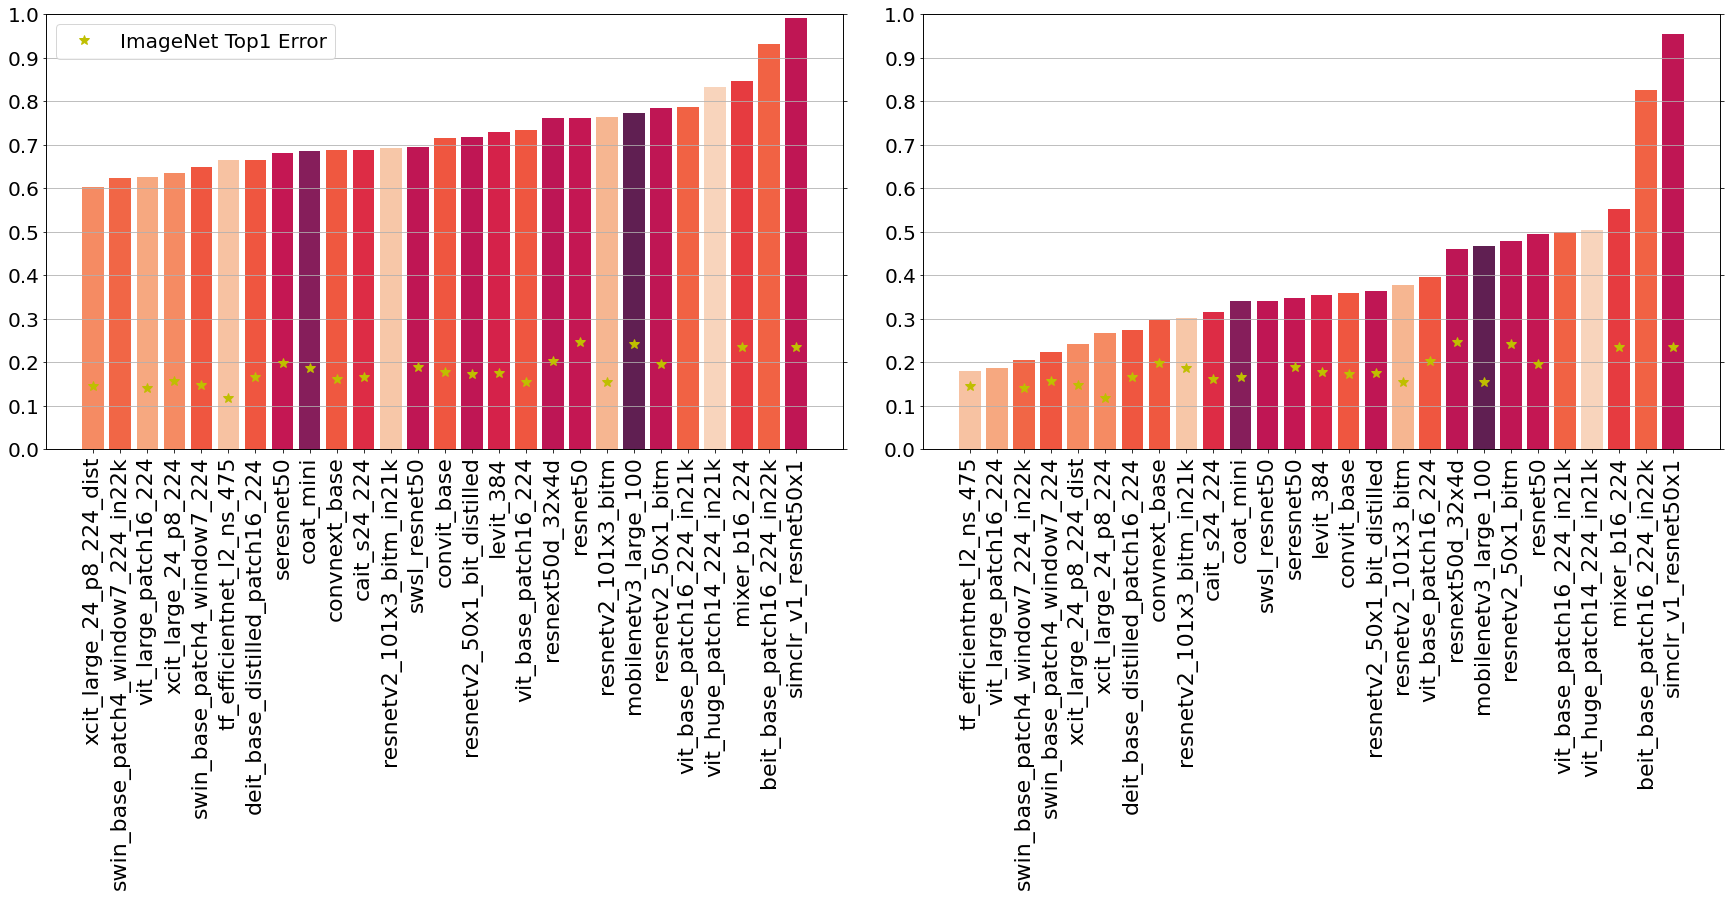 1.0
0.9
0.8
0.7
0.6
0.5
0.4
0.3
0.2
0.1
0.0
ImageNet Top1 Error
xcit_large_24_p8_224_dist
swin_base_patch4_window7_224_in22k
vit_large_patch16_224
xcit_large_24_p8_224
swin_base_patch4_window7_224
tf_efficientnet_l2_ns_475
deit_base_distilled_patch16_224
seresnet50
coat_mini
convnext_base
cait_s24_224
resnetv2_101x3_bitm_in21k
swsl_resnet50
convit_base
resnetv2_50x1_bit_distilled
levit_384
vit_base_patch16_224
resnext50d_32x4d
resnet50
resnetv2_101x3_bitm
mobilenetv3_large_100
resnetv2_50x1_bitm
vit_base_patch16_224_in21k
vit_huge_patch14_224_in21k
mixer_b16_224
beit_base_patch16_224_in22k
simclr_v1_resnet50x1
1.0
0.9
0.8
0.7
0.6
0.5
0.4
0.3
0.2
0.1
0.0
tf_efficientnet_l2_ns_475
vit_large_patch16_224
swin_base_patch4_window7_224_in22k
swin_base_patch4_window7_224
xcit_large_24_p8_224_dist
xcit_large_24_p8_224
deit_base_distilled_patch16_224
convnext_base
resnetv2_101x3_bitm_in21k
cait_s24_224
coat_mini
swsl_resnet50
seresnet50
levit_384
convit_base
resnetv2_50x1_bit_distilled
resnetv2_101x3_bitm
vit_base_patch16_224
resnext50d_32x4d
mobilenetv3_large_100
resnetv2_50x1_bitm
resnet50
vit_base_patch16_224_in21k
vit_huge_patch14_224_in21k
mixer_b16_224
beit_base_patch16_224_in22k
simclr_v1_resnet50x1